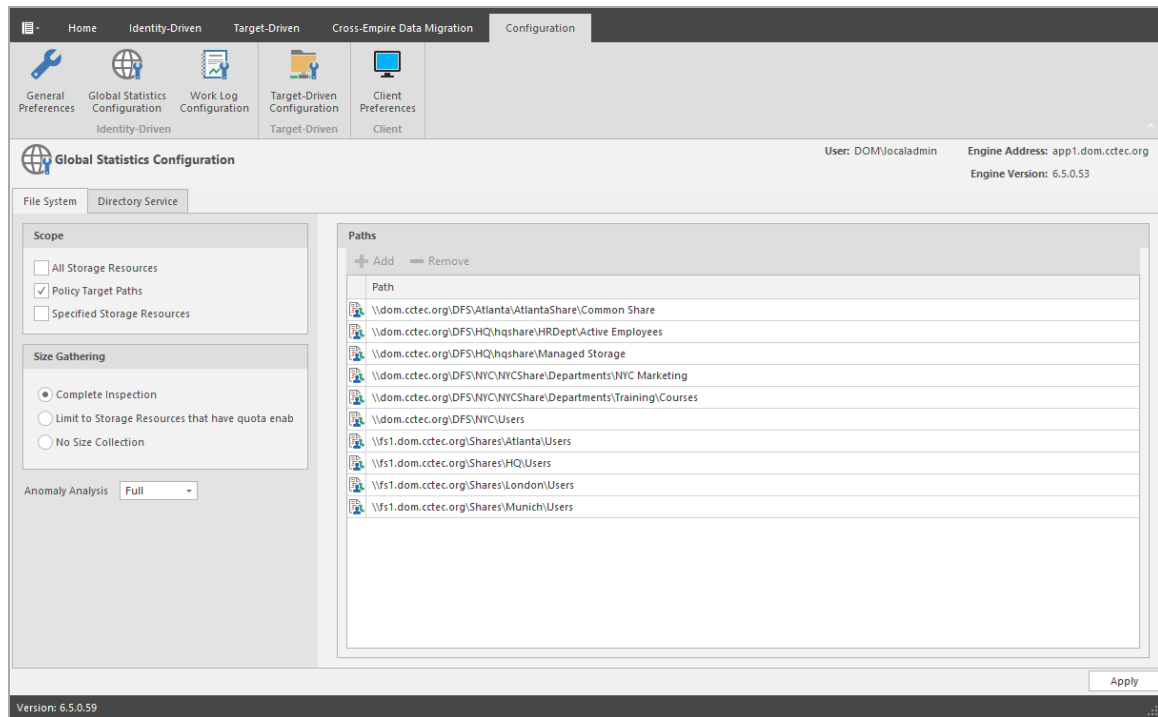 Home Identity-Driven Target-Driven Cross-Empire Data Migration Configuration
General Preferences
Global Statistics Configuration
Work Log Configuration
Target-Driven Configuration
Client Preferences
Identity-Driven Target-Driven Client
Global Statistics Configuration
User: DOM\localadmin
Engine Address: app1.dom.cctec.org
Engine Version: 6.5.0.53
File System Directory Service
Scope
All Storage Resources
Policy Target Paths
Specified Storage Resources
Size Gathering
Complete Inspection
Limit to Storage Resources that have quota enab
No Size Collection
Anomaly Analysis Full
Paths
Add Remove
Path
\\dom.cctec.org\DFS\Atlanta\AtlantaShare\Common Share
\\dom.cctec.org\DFS\HQ\hqshare\HRDept\Active Employees
\\dom.cctec.org\DFS\HQ\hqshare\Managed Storage
\\dom.cctec.org\DFS\NYC\NYCShare\Departments\NYC Marketing
\\dom.cctec.org\DFS\NYC\NYCShare\Departments\Training\Courses
\\dom.cctec.org\DFS\NYC\Users
\\fs1.dom.cctec.org\Shares\Atlanta\Users
\\fs1.dom.cctec.org\Shares\HQ\Users
\\fs1.dom.cctec.org\Shares\London\Users
\\fs1.dom.cctec.org\Shares\Munich\Users
Apply
Version: 6.5.0.59